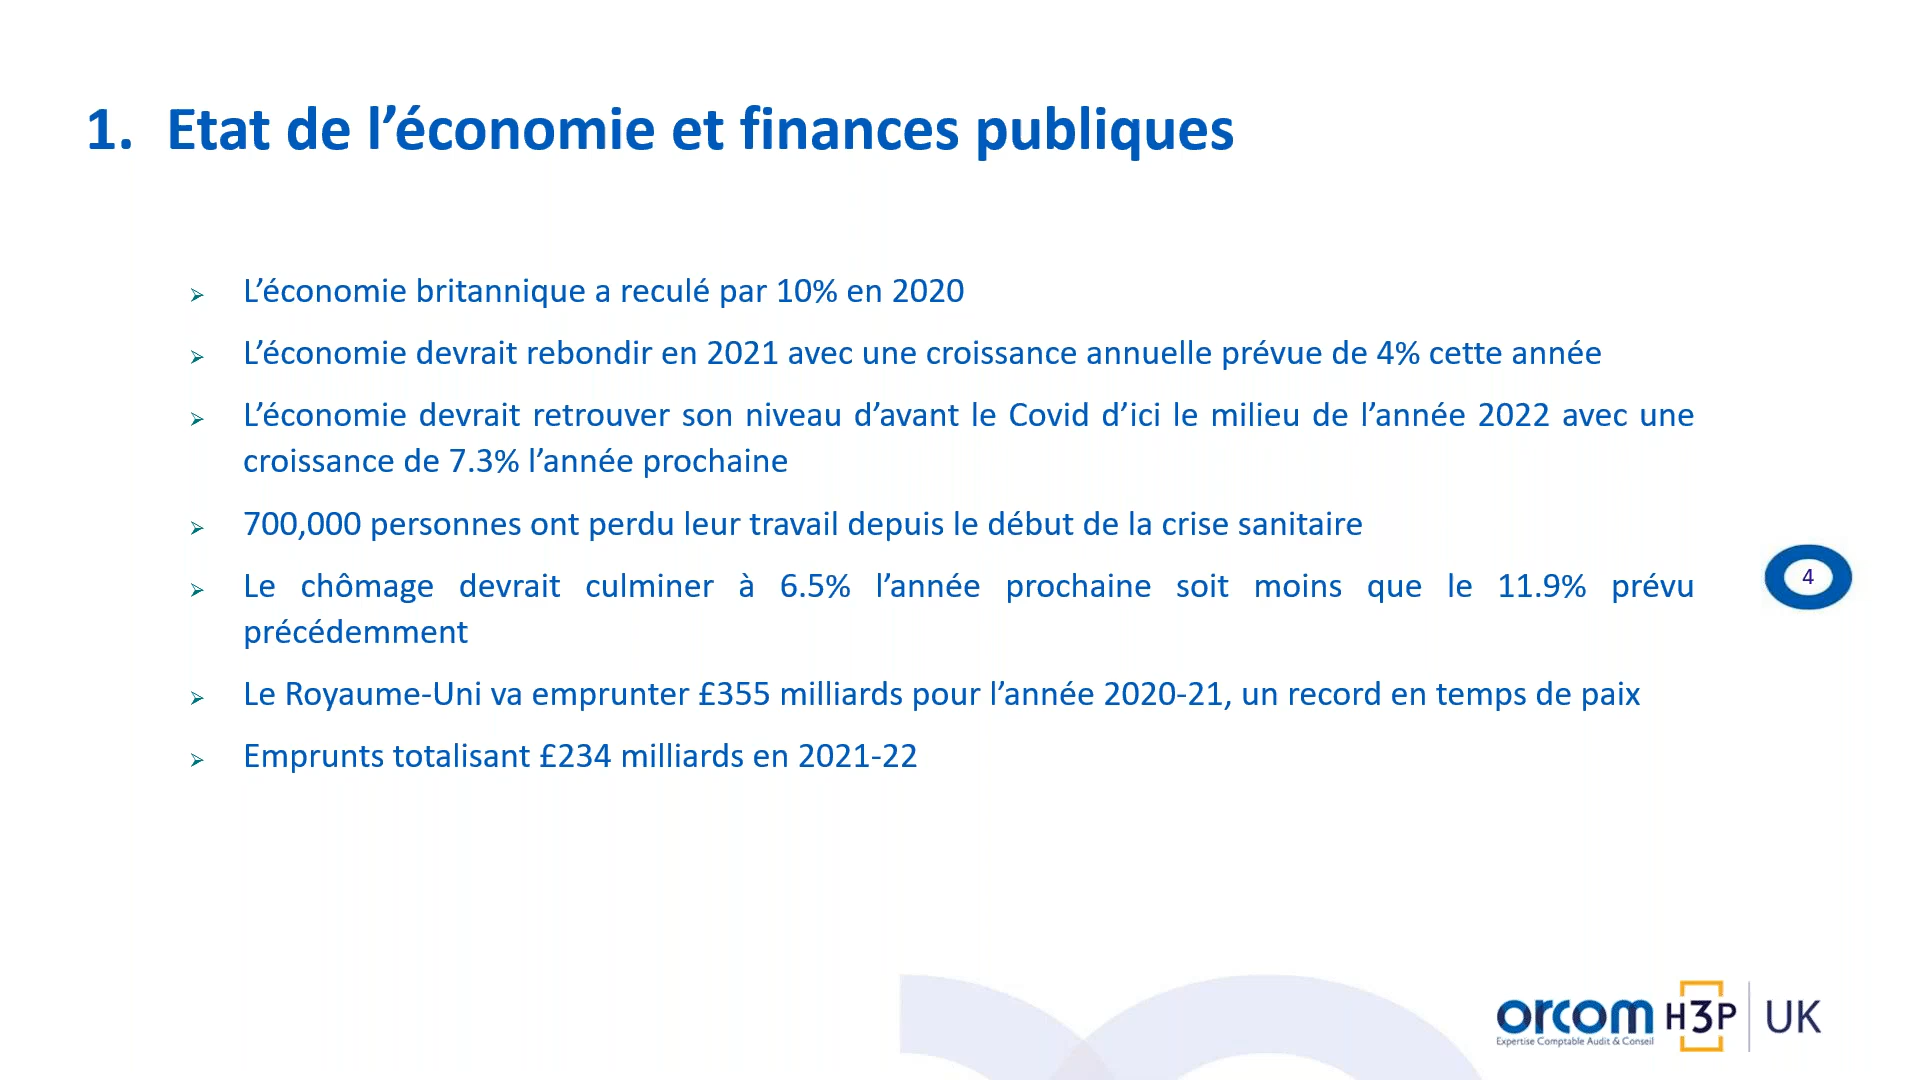 1. Etat de l’économie et finances publiques
➢ L’économie britannique a reculé par 10% en 2020
➢ L’économie devrait rebondir en 2021 avec une croissance annuelle prévue de 4% cette année
➢ L’économie devrait retrouver son niveau d’avant le Covid d’ici le milieu de l’année 2022 avec une
croissance de 7.3% l’année prochaine
➢ 700,000 personnes ont perdu leur travail depuis le début de la crise sanitaire
➢ Le chômage devrait culminer à 6.5% l’année prochaine soit moins que le 11.9% prévu
précédemment
➢ Le Royaume-Uni va emprunter £355 milliards pour l’année 2020-21, un record en temps de paix
➢ Emprunts totalisant £234 milliards en 2021-22
4
orcom H3P UK
Expertise Comptable Audit & Conseil